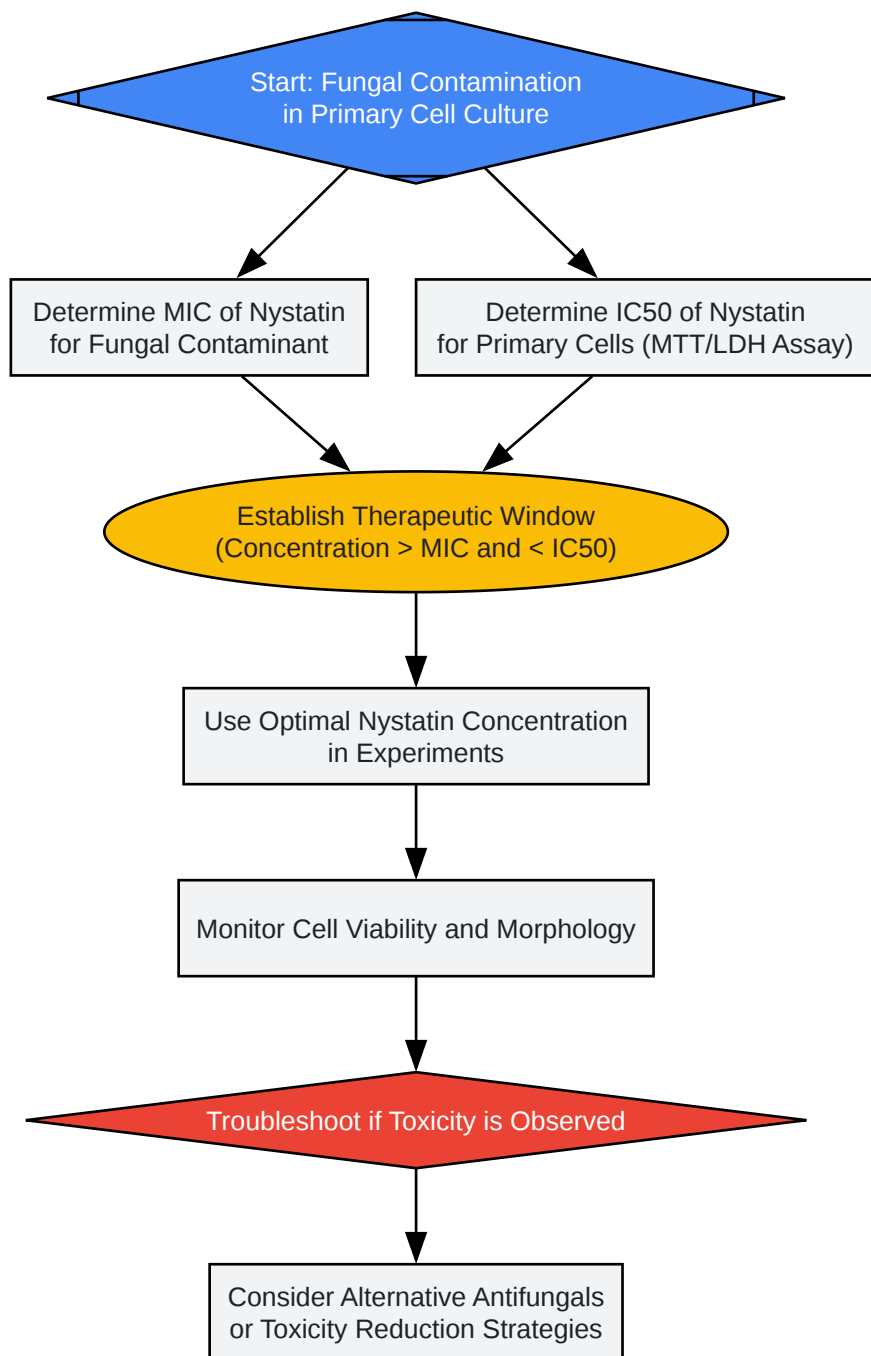 Start: Fungal Contamination
in Primary Cell Culture
Determine MIC of Nystatin
for Fungal Contaminant
Determine IC50 of Nystatin
for Primary Cells (MTT/LDH Assay)
Establish Therapeutic Window
(Concentration > MIC and < IC50)
Use Optimal Nystatin Concentration
in Experiments
Monitor Cell Viability and Morphology
Troubleshoot if Toxicity is Observed
Consider Alternative Antifungals
or Toxicity Reduction Strategies